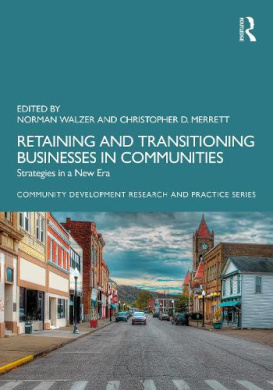 Routledge
EDITED BY
NORMAN WALZER AND CHRISTOPHER D. MERRETT
RETAINING AND TRANSITIONING
BUSINESSES IN COMMUNITIES
Strategies in a New Era
COMMUNITY DEVELOPMENT RESEARCH AND PRACTICE SERIES